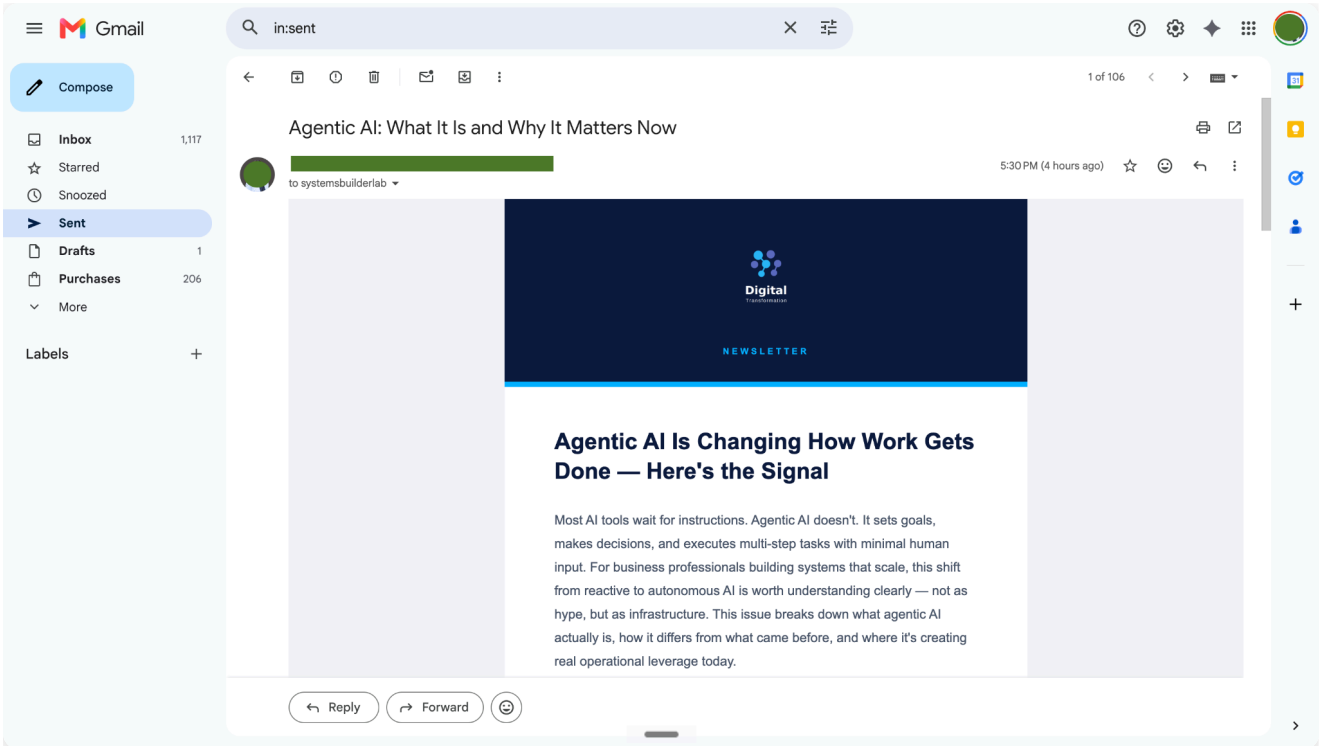 Gmail
in:sent
Compose
1 of 106
Inbox 1,117
Starred
Snoozed
Sent
Drafts 1
Purchases 206
More
Labels
Agentic AI: What It Is and Why It Matters Now
5:30 PM (4 hours ago)
to systemsbuilderlab
Digital
Transformation
NEWSLETTER
Agentic AI Is Changing How Work Gets
Done — Here's the Signal
Most AI tools wait for instructions. Agentic AI doesn't. It sets goals,
makes decisions, and executes multi-step tasks with minimal human
input. For business professionals building systems that scale, this shift
from reactive to autonomous AI is worth understanding clearly — not as
hype, but as infrastructure. This issue breaks down what agentic AI
actually is, how it differs from what came before, and where it's creating
real operational leverage today.
Reply
Forward
31